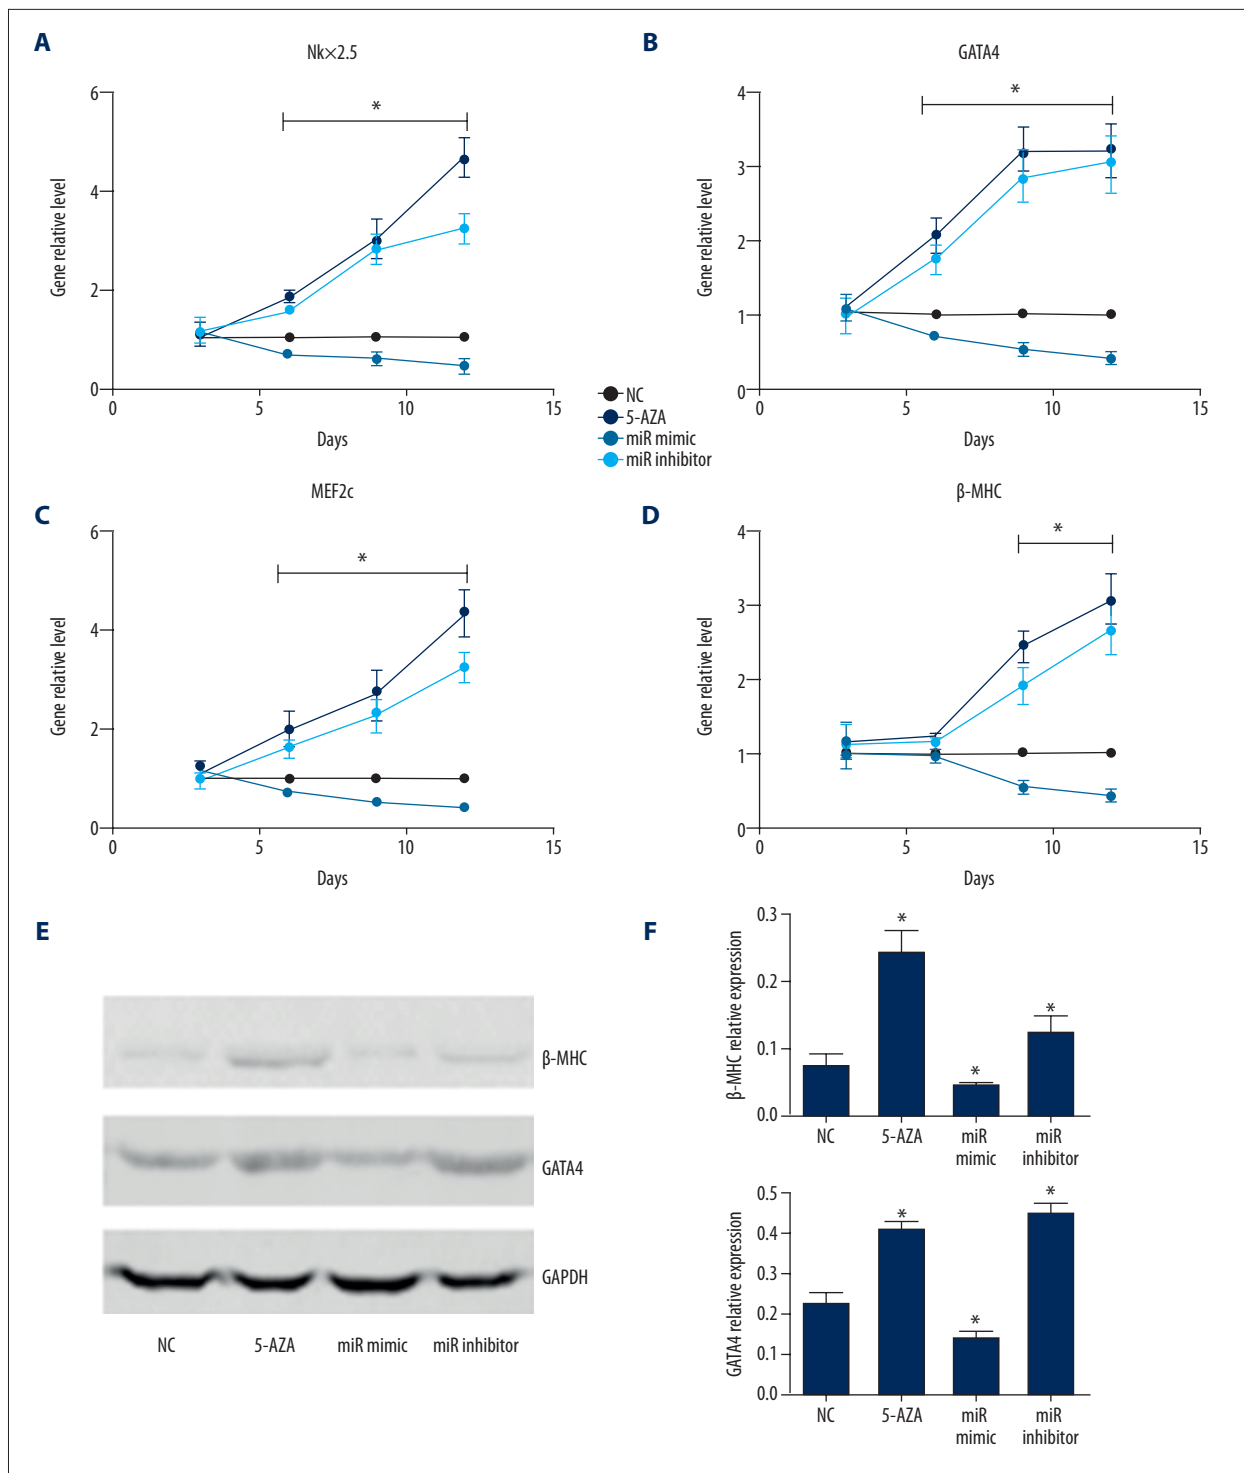 A
Nk×2.5
6
4
2
0
0
5
10
15
Gene relative level
Days
*
B
GATA4
4
3
2
1
0
0
5
10
15
Gene relative level
Days
*
NC
5-AZA
miR mimic
miR inhibitor
C
MEF2c
6
4
2
0
0
5
10
15
Gene relative level
Days
*
D
β-MHC
4
3
2
1
0
0
5
10
15
Gene relative level
Days
*
E
β-MHC
GATA4
GAPDH
NC
5-AZA
miR mimic
miR inhibitor
F
β-MHC relative expression
0.3
0.2
0.1
0.0
*
*
*
NC
5-AZA
miR
mimic
miR
inhibitor
GATA4 relative expression
0.5
0.4
0.3
0.2
0.1
0.0
*
*
*
NC
5-AZA
miR
mimic
miR
inhibitor